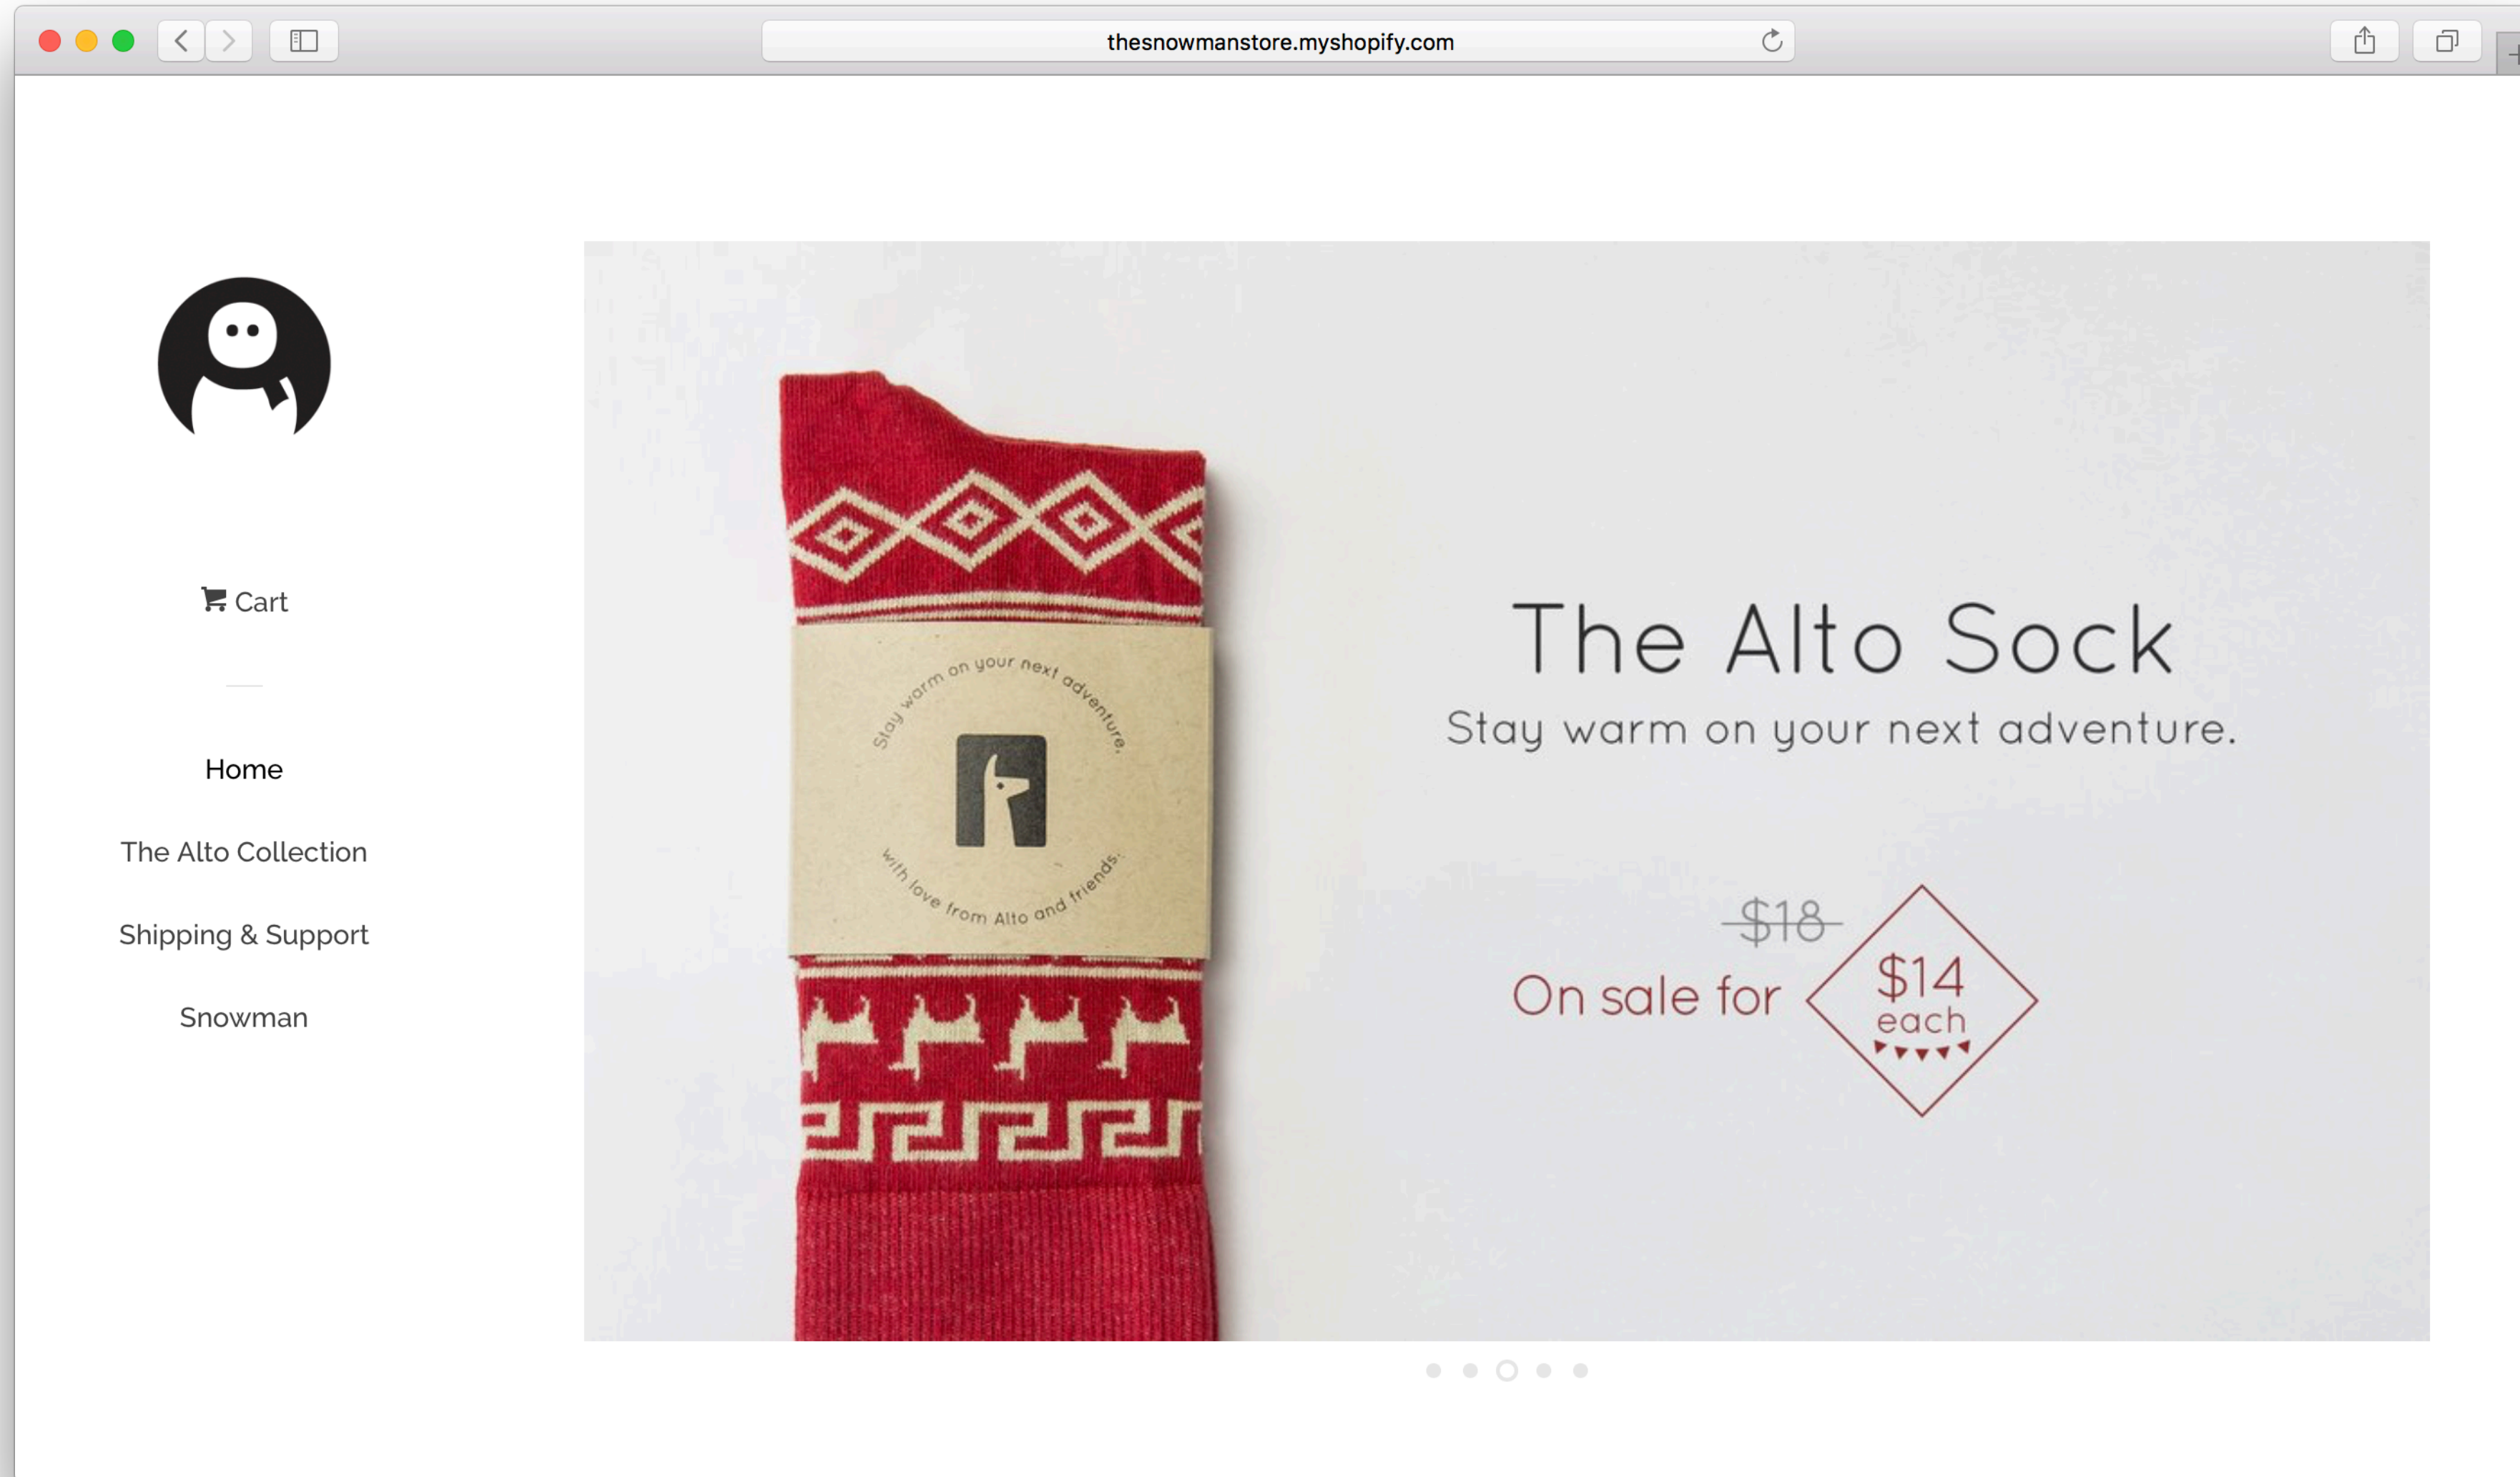 thesnowmanstore.myshopify.com
Cart
Home
The Alto Collection
Shipping & Support
Snowman
Stay warm on your next adventure,
with love from Alto and friends.
The Alto Sock
Stay warm on your next adventure.
$18
On sale for
$14
each